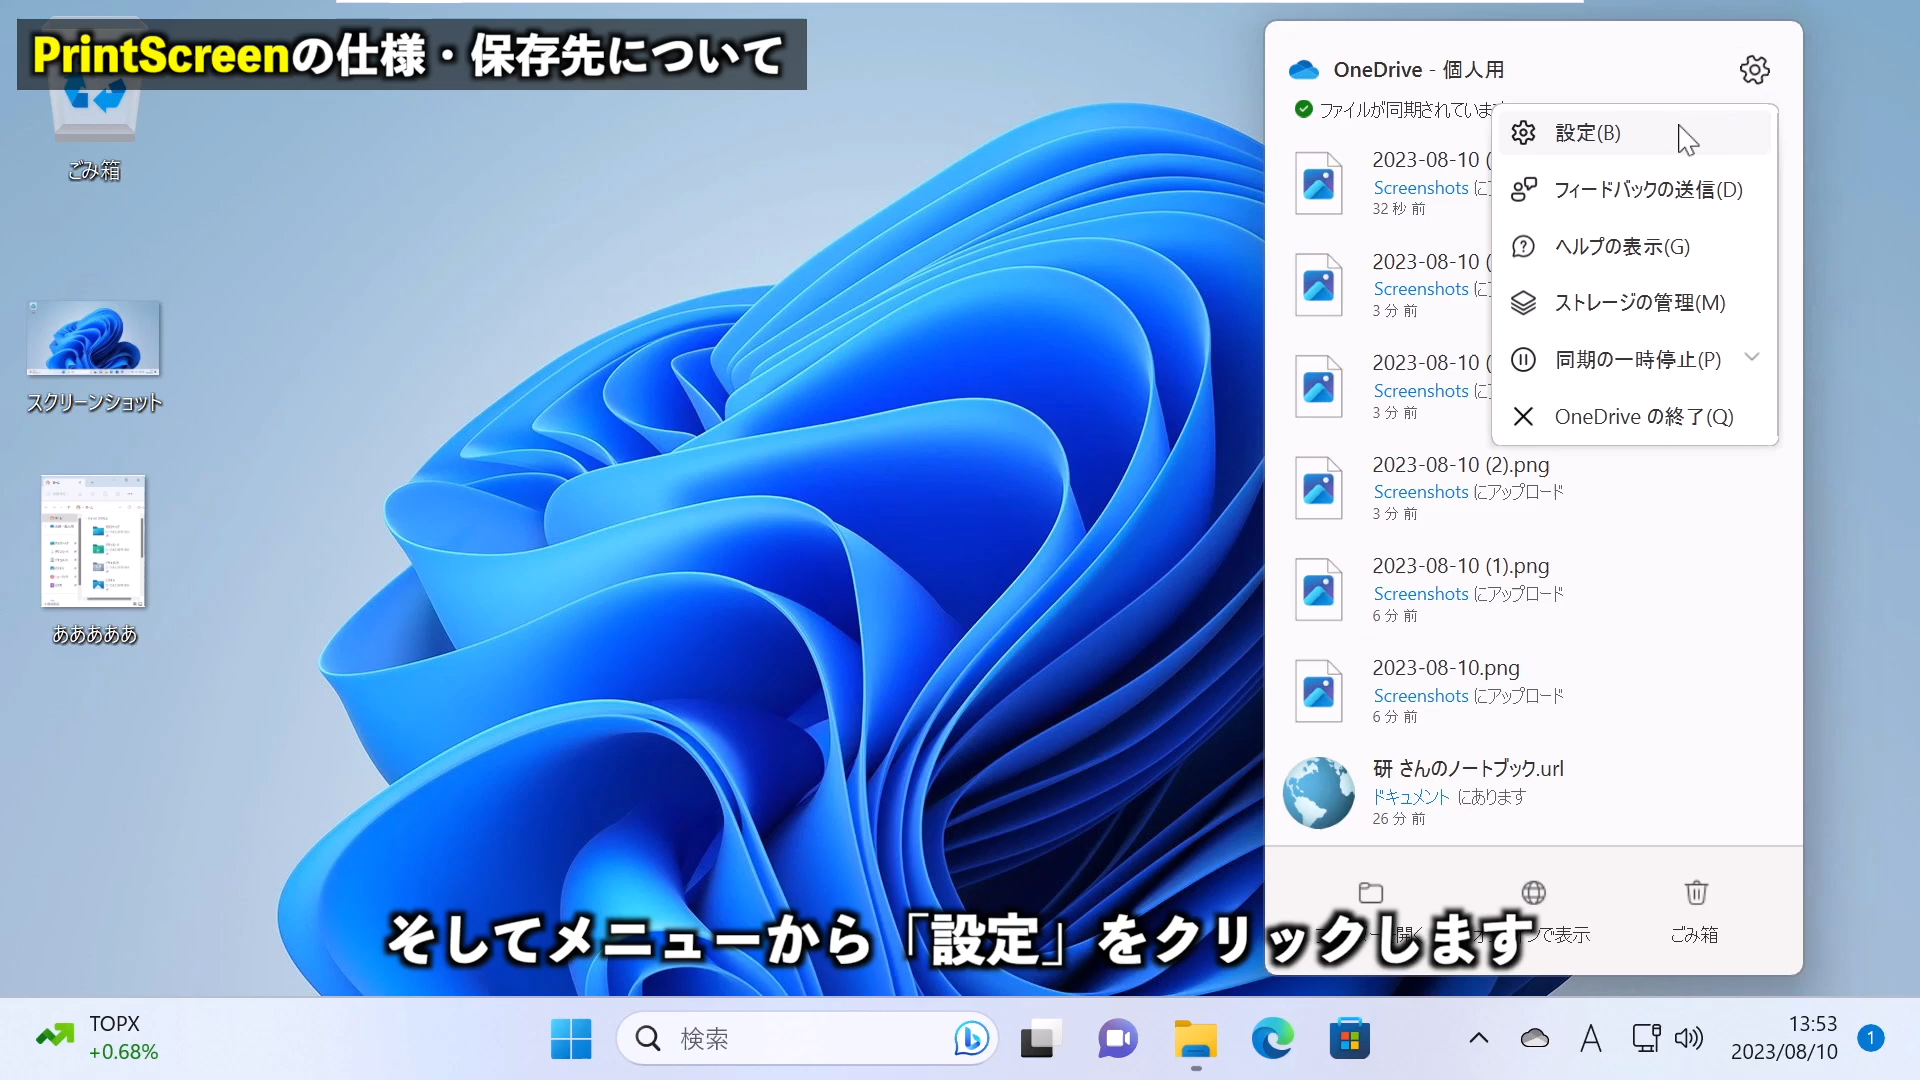 PrintScreenの仕様・保存先について
ごみ箱
スクリーンショット
あああああ
OneDrive - 個人用
ファイルが同期されています
設定(B)
フィードバックの送信(D)
ヘルプの表示(G)
ストレージの管理(M)
同期の一時停止(P)
OneDrive の終了(Q)
2023-08-10 (
Screenshots に
32 秒 前
2023-08-10 (
Screenshots に
3 分 前
2023-08-10 (
Screenshots に
3 分 前
2023-08-10 (2).png
Screenshots にアップロード
3 分 前
2023-08-10 (1).png
Screenshots にアップロード
6 分 前
2023-08-10.png
Screenshots にアップロード
6 分 前
研 さんのノートブック.url
ドキュメント にあります
26 分 前
で表示
ごみ箱
そしてメニューから「設定」をクリックします
TOPX
+0.68%
検索
A
13:53
2023/08/10
1